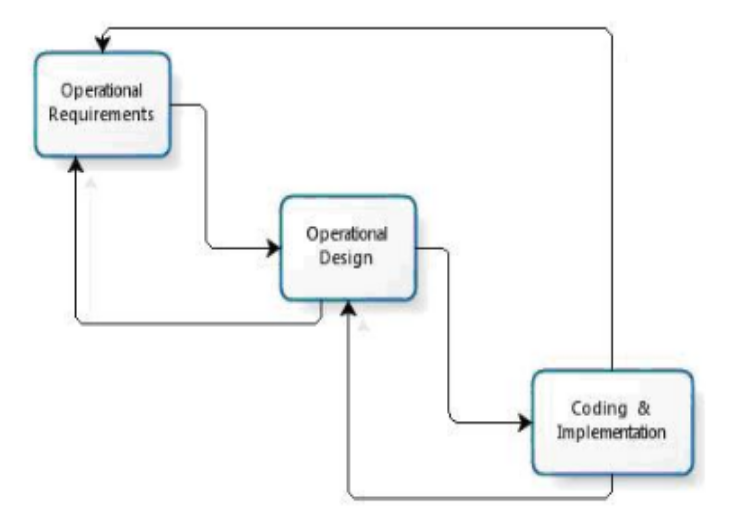 Operational
Requirements
Operational
Design
Coding &
Implementation